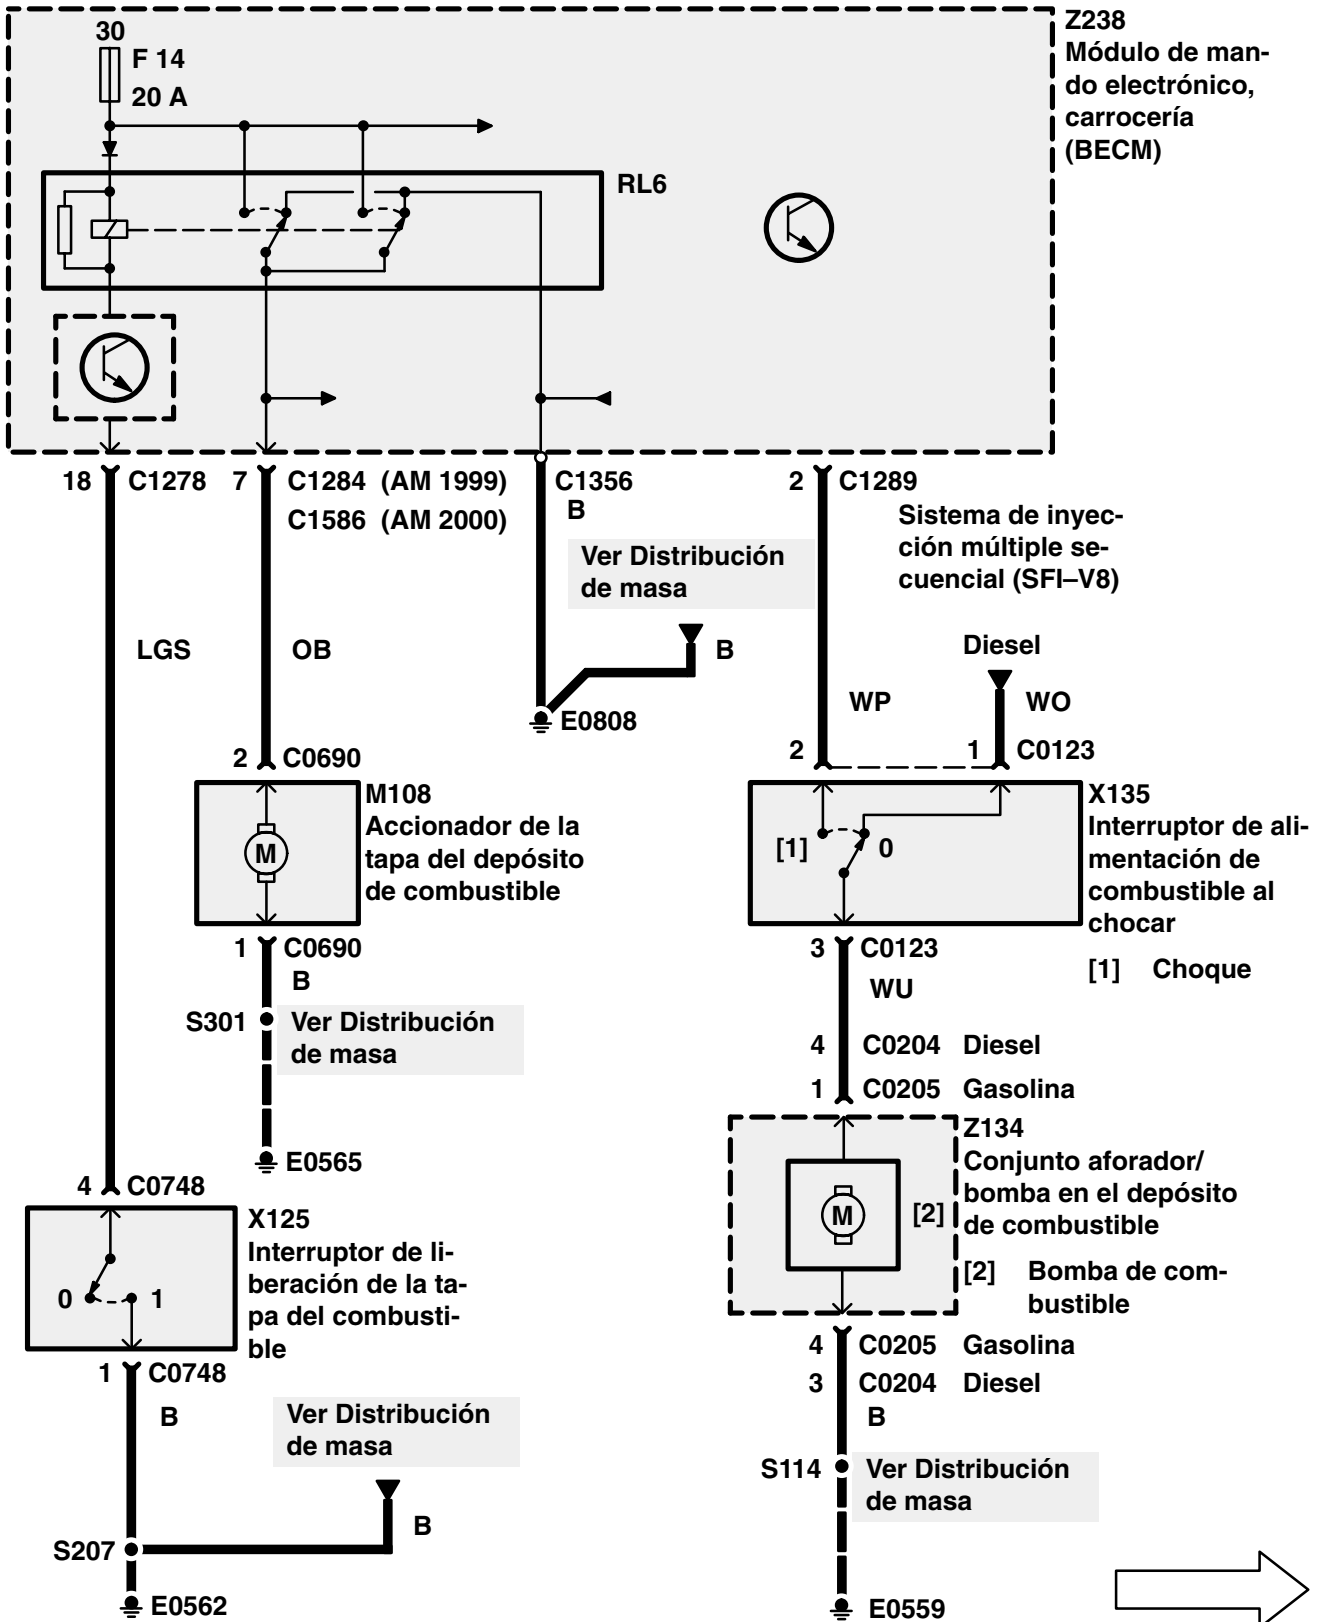 30
F 14
20 A
Z238
Módulo de man-
do electrónico,
carrocería
(BECM)
RL6
18 C1278
7 C1284 (AM 1999)
C1586 (AM 2000)
C1356
B
2 C1289
Sistema de inyec-
ción múltiple se-
cuencial (SFI–V8)
Ver Distribución
de masa
LGS
OB
B
Diesel
WP
WO
E0808
2 C0690
2
1 C0123
M108
Accionador de la
tapa del depósito
de combustible
M
X135
Interruptor de ali-
mentación de
combustible al
chocar
[1]
0
[1] Choque
1 C0690
B
3 C0123
WU
S301
Ver Distribución
de masa
4 C0204 Diesel
1 C0205 Gasolina
E0565
Z134
Conjunto aforador/
bomba en el depósito
de combustible
M
[2]
[2] Bomba de com-
bustible
4 C0748
X125
Interruptor de li-
beración de la ta-
pa del combusti-
ble
0
1
1 C0748
B
4 C0205 Gasolina
3 C0204 Diesel
B
Ver Distribución
de masa
B
S114
Ver Distribución
de masa
S207
E0562
E0559